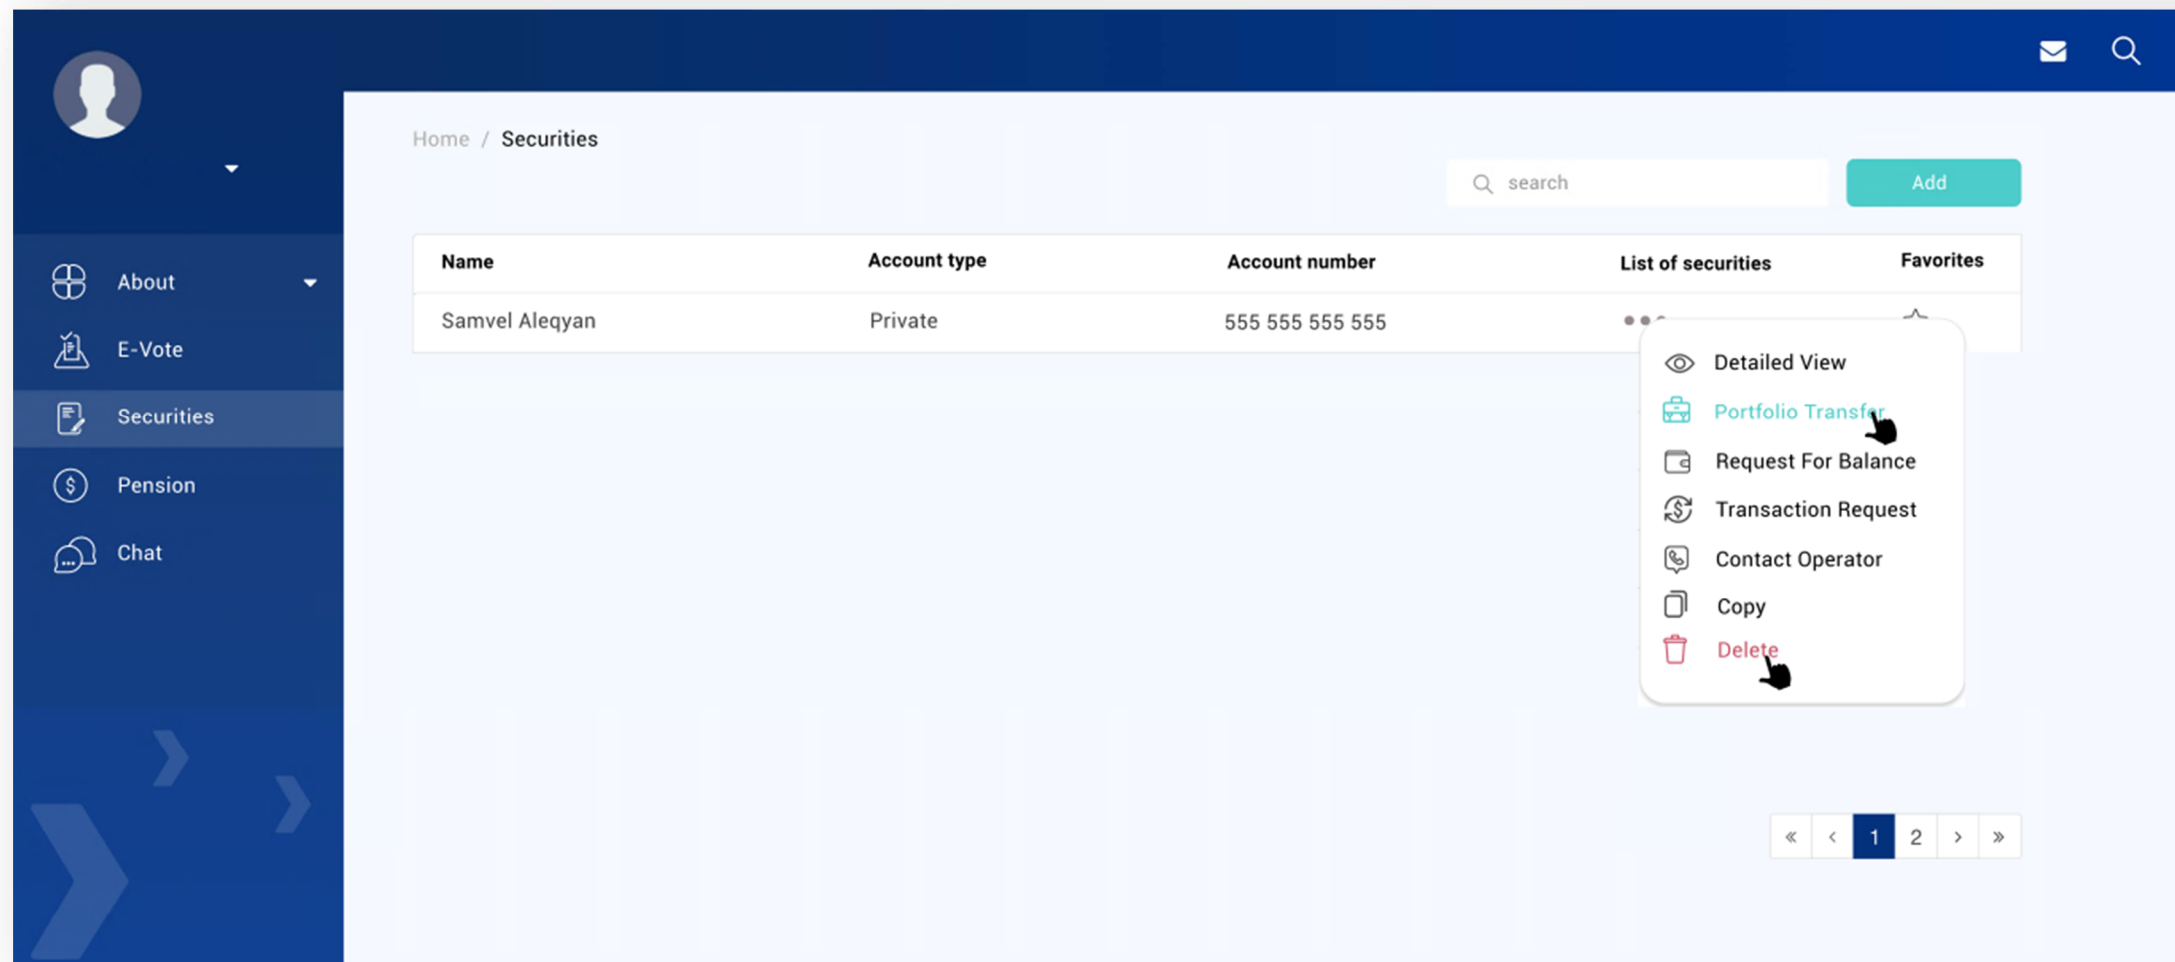 Home / Securities
search
Add
About
E-Vote
Securities
Pension
Chat
Name Account type Account number List of securities Favorites
Samvel Aleqyan Private 555 555 555 555
Detailed View
Portfolio Transfer
Request For Balance
Transaction Request
Contact Operator
Copy
Delete
« ‹ 1 2 › »